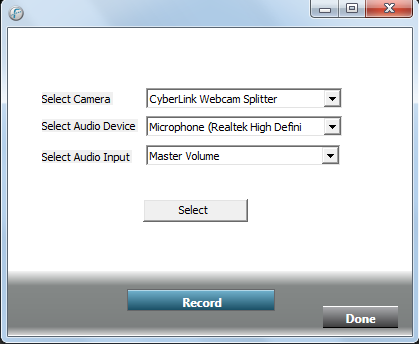 Select Camera CyberLink Webcam Splitter
Select Audio Device Microphone (Realtek High Defini
Select Audio Input Master Volume
Select
Record
Done